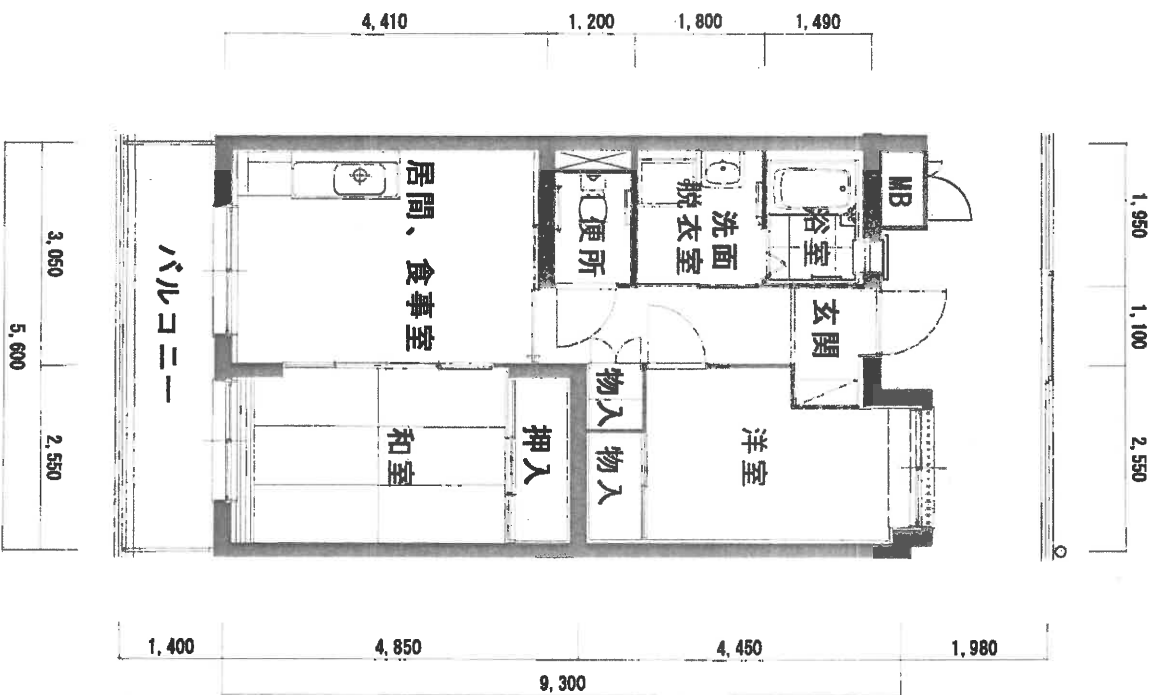 4,410
1,200
1,800
1,490
居間、食事室
便所
洗面
脱衣室
浴室
MB
玄関
バルコニー
和室
押入
物入
物入
洋室
3,050
5,600
2,550
1,950
1,100
2,550
1,400
4,850
4,450
1,980
9,300